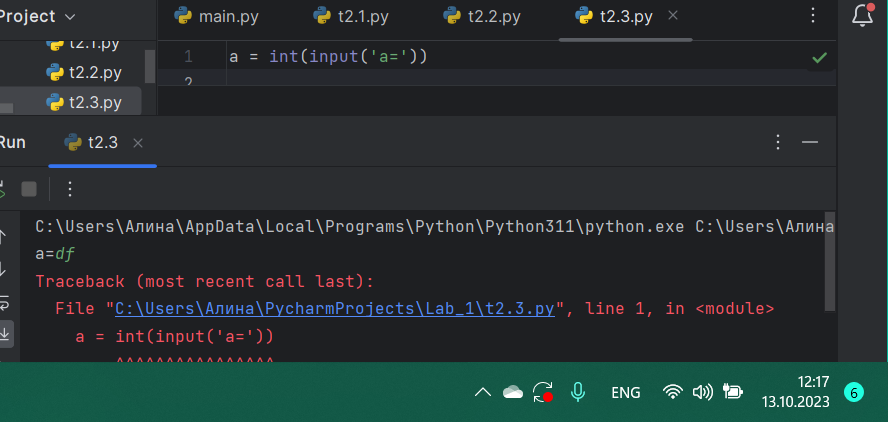 Project
main.py t2.1.py t2.2.py t2.3.py
t2.1.py
t2.2.py
t2.3.py
1 a = int(input('a='))
2
Run t2.3
C:\Users\Алина\AppData\Local\Programs\Python\Python311\python.exe C:\Users\Алина
a=df
Traceback (most recent call last):
File "C:\Users\Алина\PycharmProjects\Lab_1\t2.3.py", line 1, in <module>
a = int(input('a='))
^^^^^^^^^^^^^^^^
ENG
12:17
13.10.2023
6